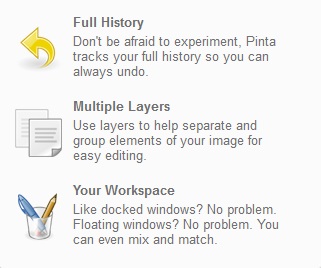 Full History
Don't be afraid to experiment, Pinta
tracks your full history so you can
always undo.
Multiple Layers
Use layers to help separate and
group elements of your image for
easy editing.
Your Workspace
Like docked windows? No problem.
Floating windows? No problem. You
can even mix and match.